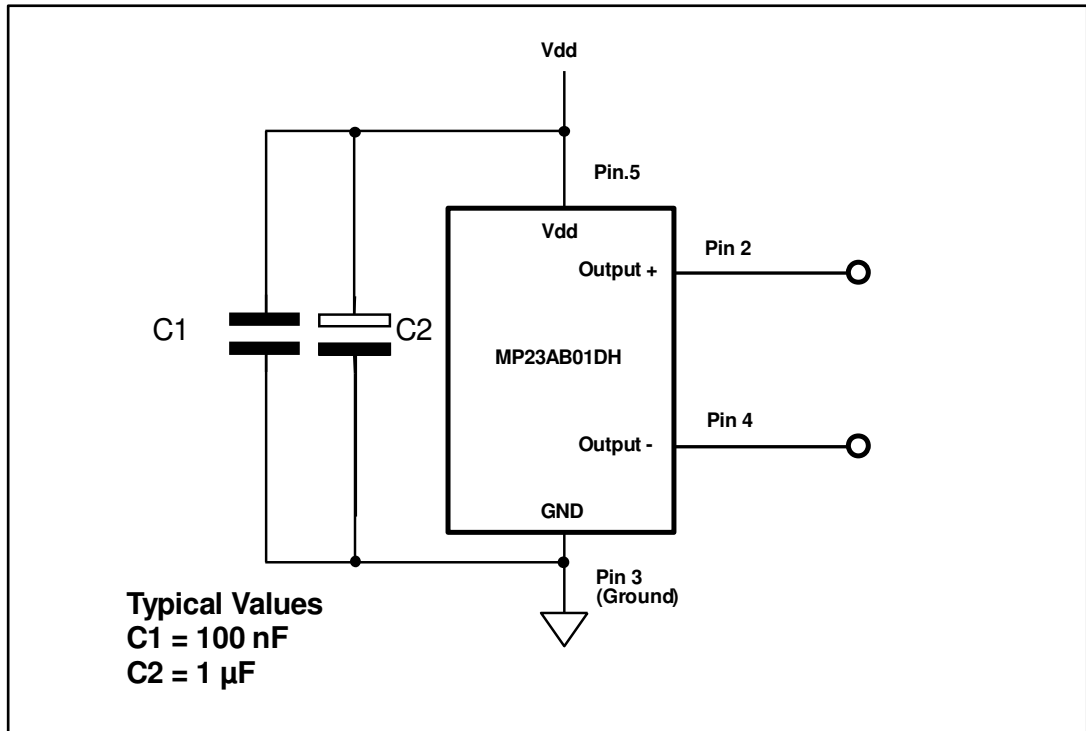 Vdd
Pin.5
Vdd
Output +
Pin 2
C1
C2
MP23AB01DH
Pin 4
Output -
GND
Pin 3
(Ground)
Typical Values
C1 = 100 nF
C2 = 1 µF